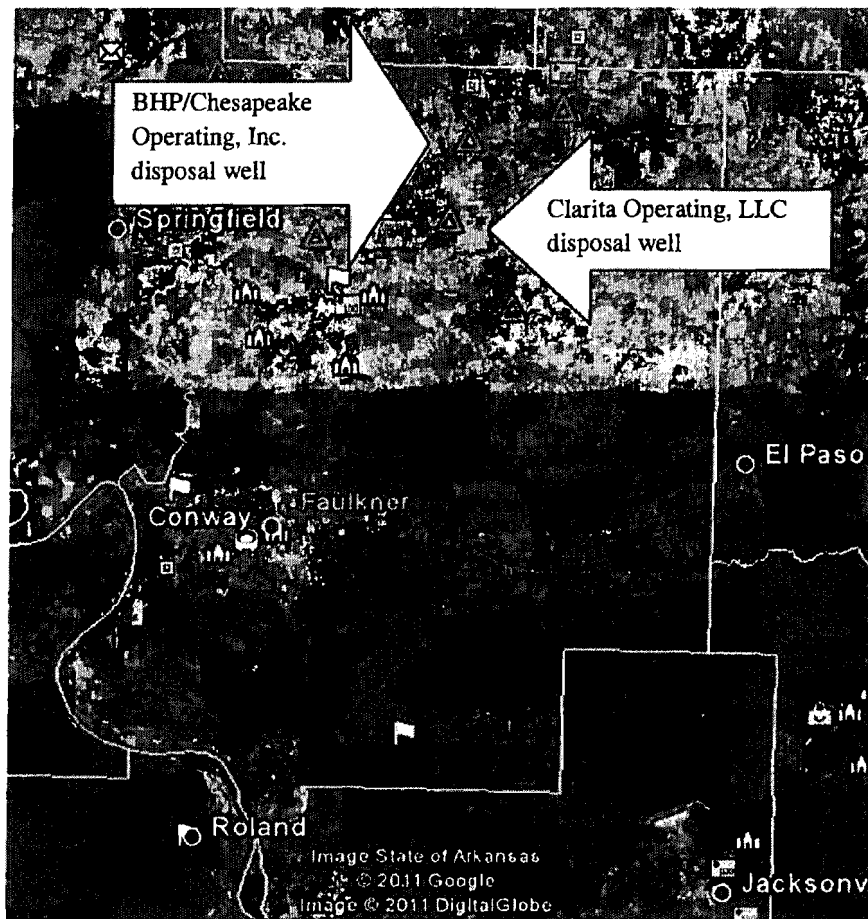 BHP/Chesapeake
Operating, Inc.
disposal well
Springfield
Clarita Operating, LLC
disposal well
El Paso
Faulkner
Conway
Roland
Image State of Arkansas
© 2011 Google
Image © 2011 DigitalGlobe
Jacksonv